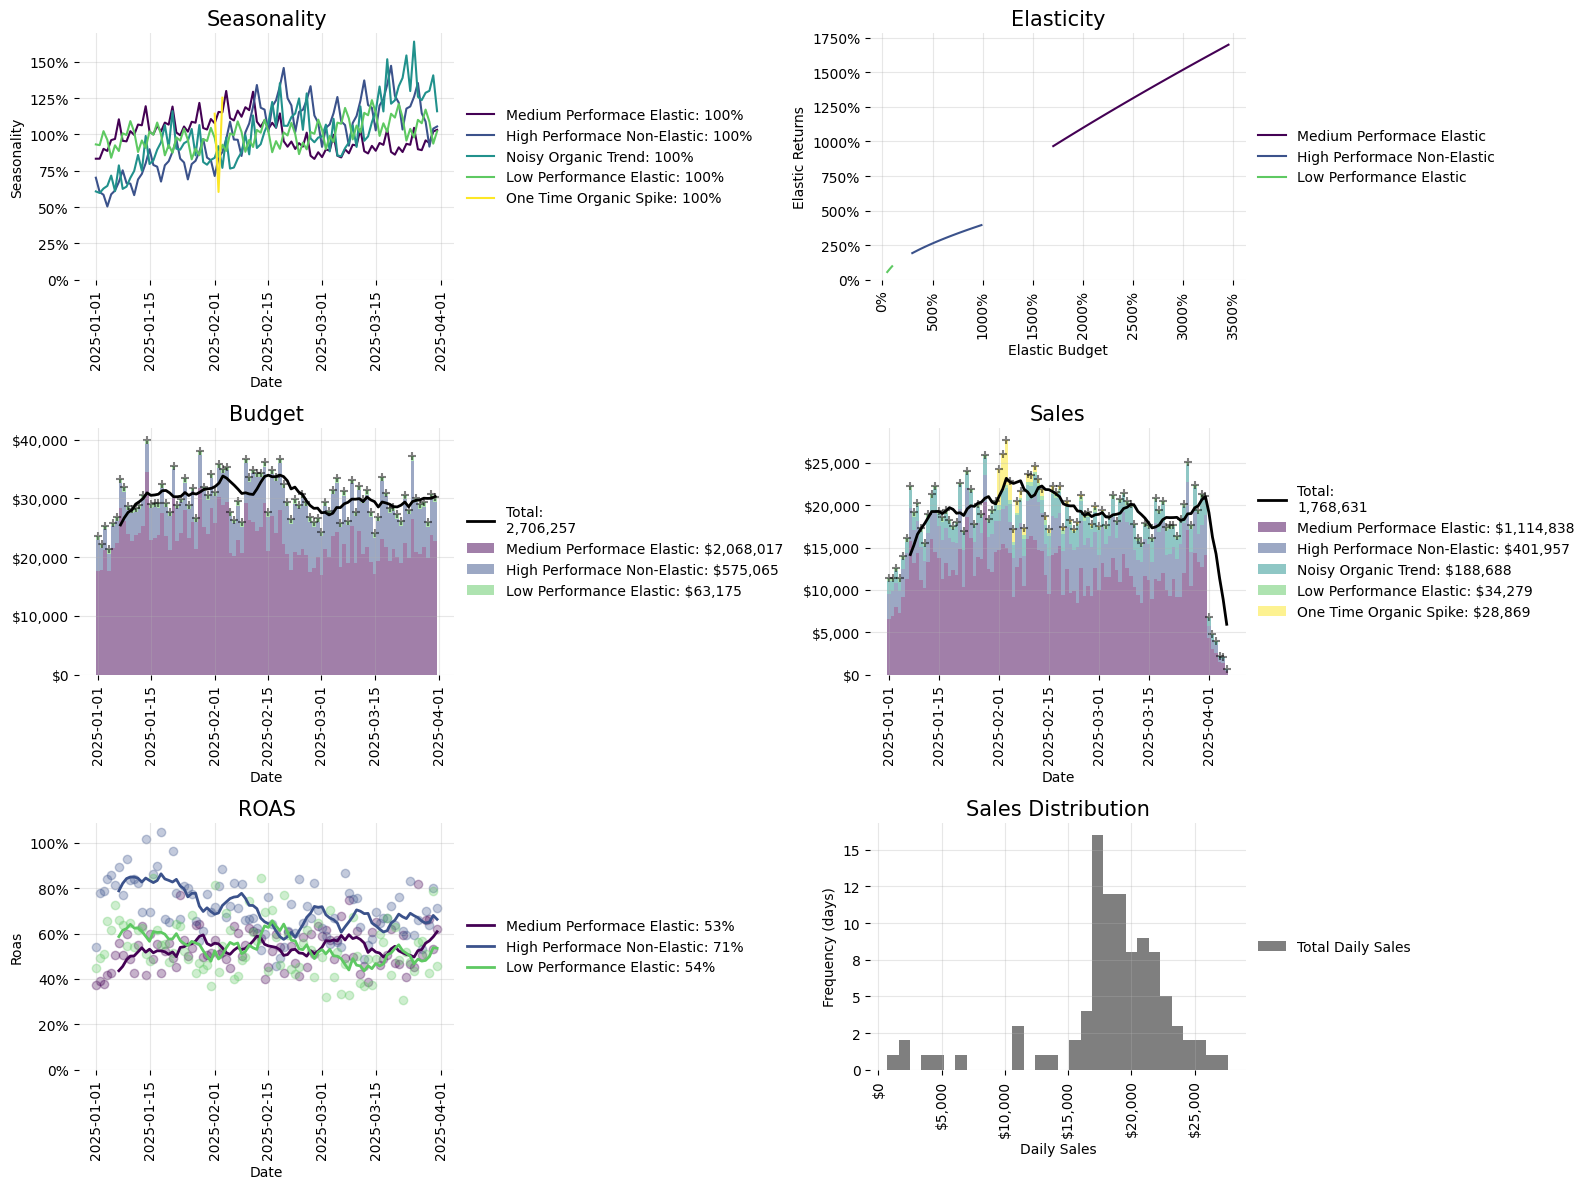 Seasonality
Seasonality
150%
125%
100%
75%
50%
25%
0%
2025-01-01
2025-01-15
2025-02-01
2025-02-15
2025-03-01
2025-03-15
2025-04-01
Date
Medium Performace Elastic: 100%
High Performace Non-Elastic: 100%
Noisy Organic Trend: 100%
Low Performance Elastic: 100%
One Time Organic Spike: 100%
Elasticity
Elastic Returns
1750%
1500%
1250%
1000%
750%
500%
250%
0%
0%
500%
1000%
1500%
2000%
2500%
3000%
3500%
Elastic Budget
Medium Performace Elastic
High Performace Non-Elastic
Low Performance Elastic
Budget
$40,000
$30,000
$20,000
$10,000
$0
2025-01-01
2025-01-15
2025-02-01
2025-02-15
2025-03-01
2025-03-15
2025-04-01
Date
Total:
2,706,257
Medium Performace Elastic: $2,068,017
High Performace Non-Elastic: $575,065
Low Performance Elastic: $63,175
Sales
$25,000
$20,000
$15,000
$10,000
$5,000
$0
2025-01-01
2025-01-15
2025-02-01
2025-02-15
2025-03-01
2025-03-15
2025-04-01
Date
Total:
1,768,631
Medium Performace Elastic: $1,114,838
High Performace Non-Elastic: $401,957
Noisy Organic Trend: $188,688
Low Performance Elastic: $34,279
One Time Organic Spike: $28,869
ROAS
Roas
100%
80%
60%
40%
20%
0%
2025-01-01
2025-01-15
2025-02-01
2025-02-15
2025-03-01
2025-03-15
2025-04-01
Date
Medium Performace Elastic: 53%
High Performace Non-Elastic: 71%
Low Performance Elastic: 54%
Sales Distribution
Frequency (days)
15
12
10
8
5
2
0
$0
$5,000
$10,000
$15,000
$20,000
$25,000
Daily Sales
Total Daily Sales